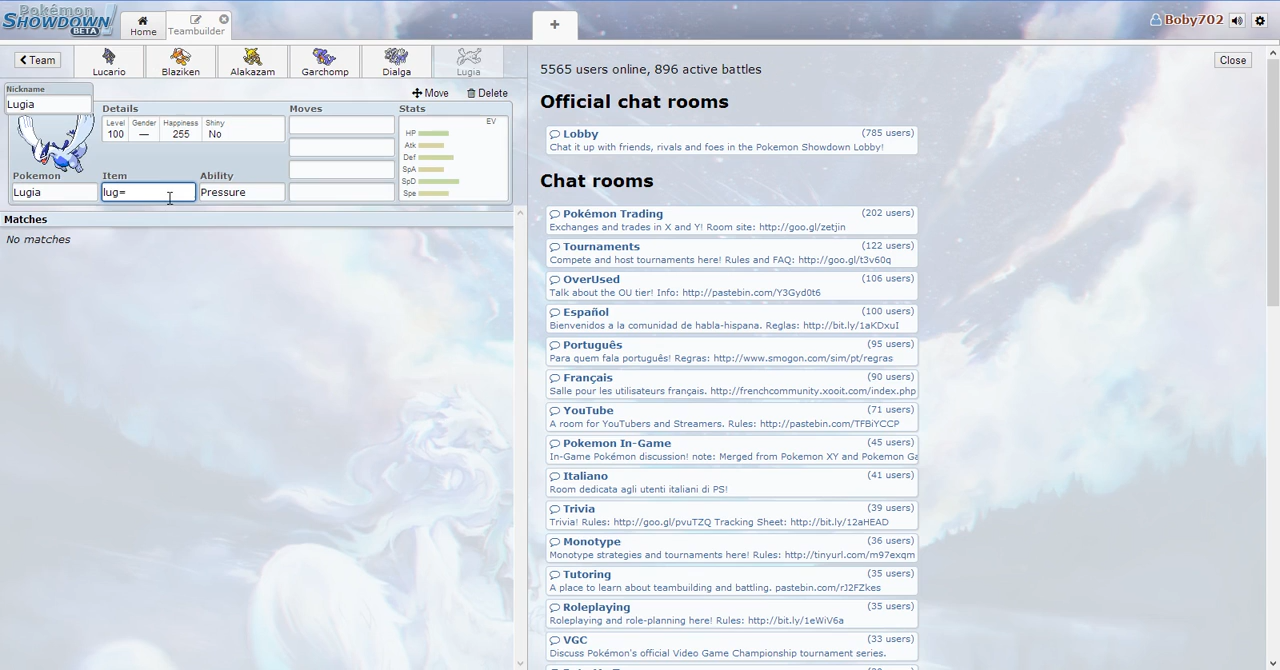 Pokémon
SHOWDOWN!
BETA
Home
Teambuilder
+
Boby702
Team
Lucario
Blaziken
Alakazam
Garchomp
Dialga
Lugia
Close
Move
Delete
Nickname
Lugia
Details
Level
100
Gender
—
Happiness
255
Shiny
No
Moves
Stats
EV
HP
Atk
Def
SpA
SpD
Spe
Pokemon
Lugia
Item
lug=
Ability
Pressure
Matches
No matches
5565 users online, 896 active battles
Official chat rooms
Lobby (785 users)
Chat it up with friends, rivals and foes in the Pokemon Showdown Lobby!
Chat rooms
Pokémon Trading (202 users)
Exchanges and trades in X and Y! Room site: http://goo.gl/zetjin
Tournaments (122 users)
Compete and host tournaments here! Rules and FAQ: http://goo.gl/t3v60q
OverUsed (106 users)
Talk about the OU tier! Info: http://pastebin.com/Y3Gyd0t6
Español (100 users)
Bienvenidos a la comunidad de habla-hispana. Reglas: http://bit.ly/1aKDxuI
Português (95 users)
Para quem fala português! Regras: http://www.smogon.com/sim/pt/regras
Français (90 users)
Salle pour les utilisateurs français. http://frenchcommunity.xooit.com/index.php
YouTube (71 users)
A room for YouTubers and Streamers. Rules: http://pastebin.com/TFBiYCCP
Pokemon In-Game (45 users)
In-Game Pokémon discussion! note: Merged from Pokemon XY and Pokemon Ga
Italiano (41 users)
Room dedicata agli utenti italiani di PS!
Trivia (39 users)
Trivia! Rules: http://goo.gl/pvuTZQ Tracking Sheet: http://bit.ly/12aHEAD
Monotype (36 users)
Monotype strategies and tournaments here! Rules: http://tinyurl.com/m97exqm
Tutoring (35 users)
A place to learn about teambuilding and battling. pastebin.com/rJ2FZkes
Roleplaying (35 users)
Roleplaying and role-planning here! Rules: http://bit.ly/1eWiV6a
VGC (33 users)
Discuss Pokémon's official Video Game Championship tournament series.